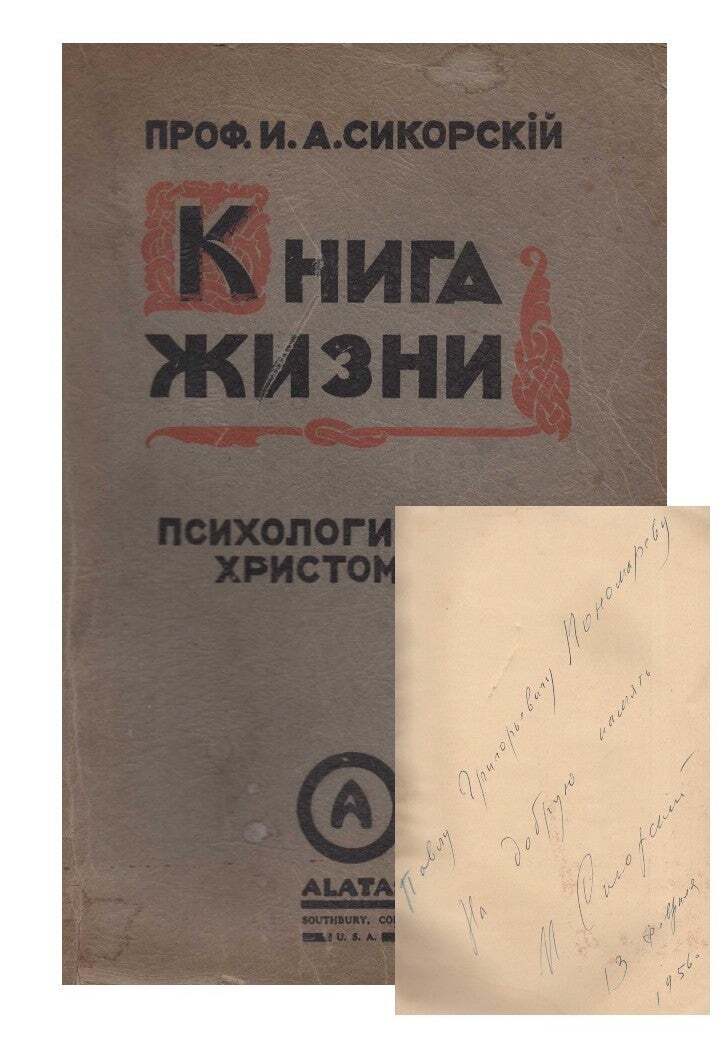 ПРОФ. И. А. СИКОРСКІЙ
КНИГА
ЖИЗНИ
ПСИХОЛОГИ
ХРИСТОМ
A
ALATA
SOUTHBURY, CO
U. S. A.
Павлу Григорьевичу Пономареву
На добрую память
И Сикорский
13 февраля
1956.